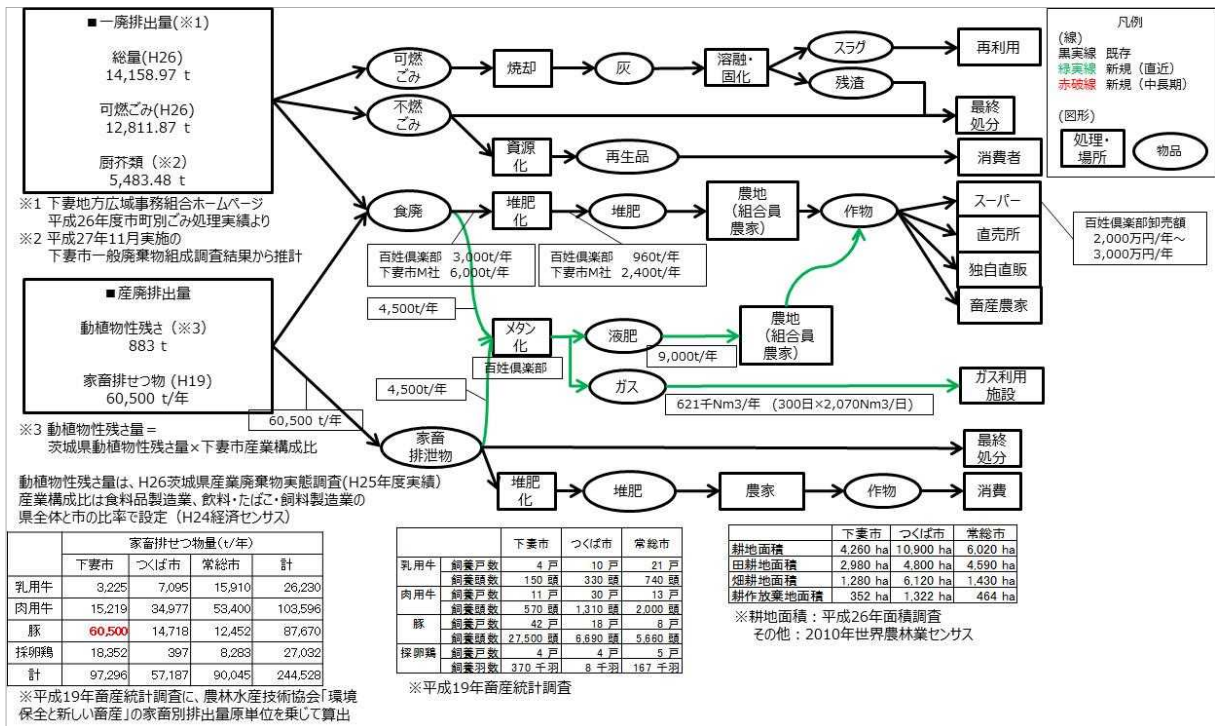 ■一廃排出量(※1)
総量(H26)
14,158.97 t
可燃ごみ(H26)
12,811.87 t
厨芥類（※2）
5,483.48 t
※1 下妻地方広域事務組合ホームページ
平成26年度市町別ごみ処理実績より
※2 平成27年11月実施の
下妻市一般廃棄物組成調査結果から推計
■産廃排出量
動植物性残さ（※3）
883 t
家畜排せつ物 (H19)
60,500 t/年
※3 動植物性残さ量＝
茨城県動植物性残さ量×下妻市産業構成比
動植物性残さ量は、H26茨城県産業廃棄物実態調査(H25年度実績)
産業構成比は食料品製造業、飲料・たばこ・飼料製造業の
県全体と市の比率で設定（H24経済センサス）
可燃
ごみ
焼却
灰
溶融・
固化
スラグ
再利用
残渣
不燃
ごみ
最終
処分
資源
化
再生品
消費者
食廃
堆肥
化
堆肥
農地
（組合員
農家）
作物
スーパー
直売所
独自直販
畜産農家
百姓倶楽部卸売額
2,000万円/年～
3,000万円/年
百姓倶楽部 3,000t/年
下妻市M社 6,000t/年
百姓倶楽部 960t/年
下妻市M社 2,400t/年
4,500t/年
メタン
化
百姓倶楽部
液肥
9,000t/年
農地
（組合員
農家）
ガス
621千Nm3/年 （300日×2,070Nm3/日）
ガス利用
施設
4,500t/年
60,500 t/年
家畜
排泄物
最終
処分
堆肥
化
堆肥
農家
作物
消費
凡例
(線)
黒実線 既存
緑実線 新規（直近）
赤破線 新規（中長期）
(図形)
処理・
場所
物品
家畜排せつ物量(t/年)
下妻市 つくば市 常総市 計
乳用牛 3,225 7,095 15,910 26,230
肉用牛 15,219 34,977 53,400 103,596
豚 60,500 14,718 12,452 87,670
採卵鶏 18,352 397 8,283 27,032
計 97,296 57,187 90,045 244,528
※平成19年畜産統計調査に、農林水産技術協会「環境
保全と新しい畜産」の家畜別排出量原単位を乗じて算出
下妻市 つくば市 常総市
乳用牛 飼養戸数 4 戸 10 戸 21 戸
飼養頭数 150 頭 330 頭 740 頭
肉用牛 飼養戸数 11 戸 30 戸 13 戸
飼養頭数 570 頭 1,310 頭 2,000 頭
豚 飼養戸数 42 戸 18 戸 8 戸
飼養頭数 27,500 頭 6,690 頭 5,660 頭
採卵鶏 飼養戸数 4 戸 4 戸 5 戸
飼養羽数 370 千羽 8 千羽 167 千羽
※平成19年畜産統計調査
下妻市 つくば市 常総市
耕地面積 4,260 ha 10,900 ha 6,020 ha
田耕地面積 2,980 ha 4,800 ha 4,590 ha
畑耕地面積 1,280 ha 6,120 ha 1,430 ha
耕作放棄地面積 352 ha 1,322 ha 464 ha
※耕地面積：平成26年面積調査
その他：2010年世界農林業センサス